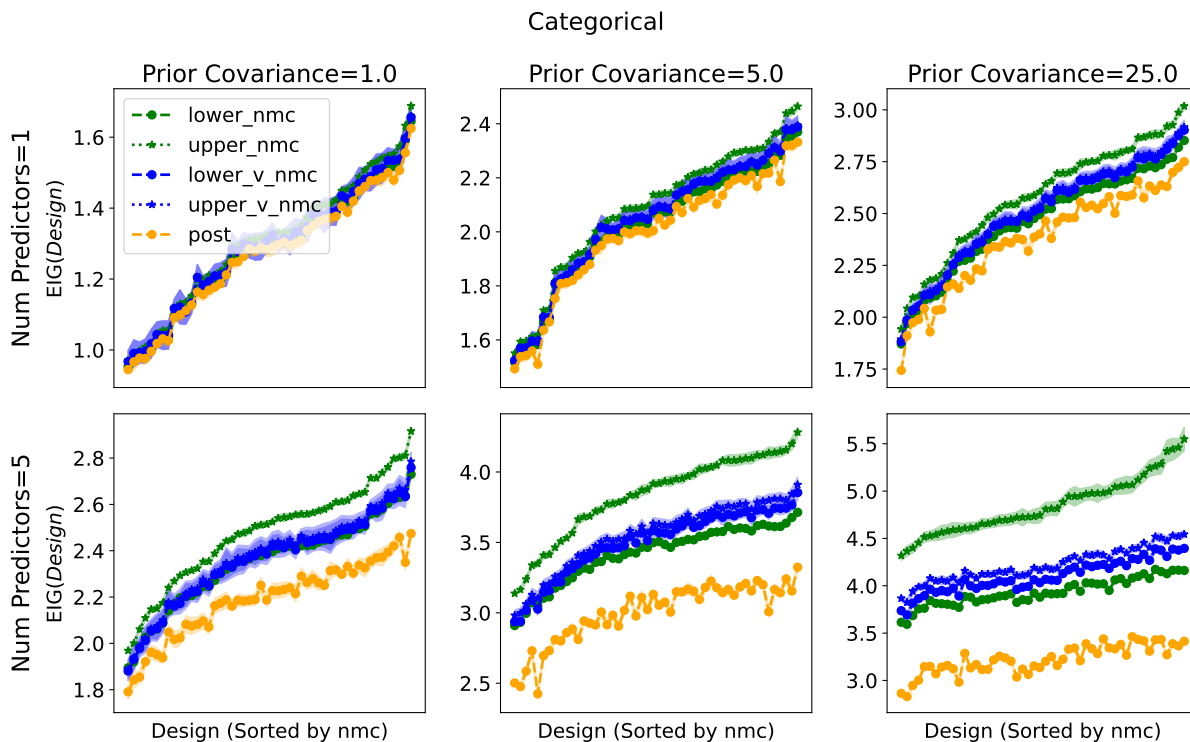 Categorical
Prior Covariance=1.0
Prior Covariance=5.0
Prior Covariance=25.0
Num Predictors=1
EIG(Design)
1.6
1.4
1.2
1.0
lower_nmc
upper_nmc
lower_v_nmc
upper_v_nmc
post
2.4
2.2
2.0
1.8
1.6
3.00
2.75
2.50
2.25
2.00
1.75
Num Predictors=5
EIG(Design)
2.8
2.6
2.4
2.2
2.0
1.8
4.0
3.5
3.0
2.5
5.5
5.0
4.5
4.0
3.5
3.0
Design (Sorted by nmc)
Design (Sorted by nmc)
Design (Sorted by nmc)